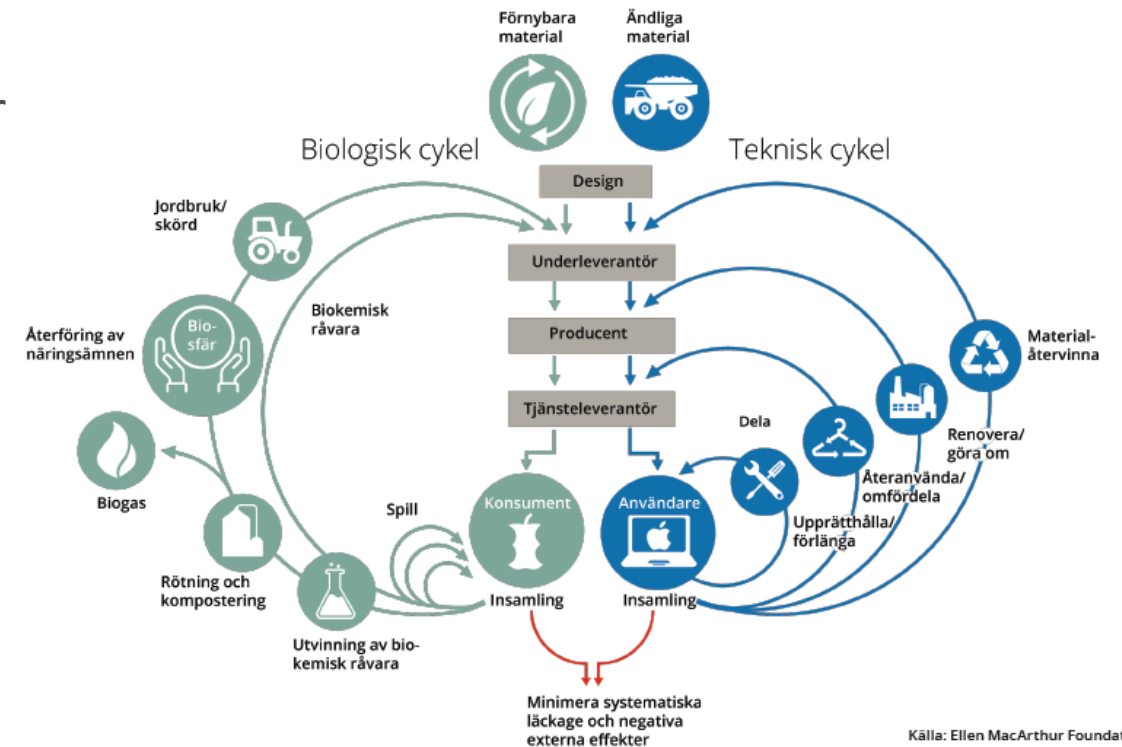 Förnybara
material
Ändliga
material
Biologisk cykel
Teknisk cykel
Design
Jordbruk/
skörd
Underleverantör
Biokemisk
råvara
Bio-
sfär
Återföring av
näringsämnen
Producent
Material-
återvinna
Tjänsteleverantör
Dela
Renovera/
göra om
Återanvända/
omfördela
Biogas
Spill
Konsument
Användare
Upprätthålla/
förlänga
Rötning och
kompostering
Insamling
Insamling
Utvinning av bio-
kemisk råvara
Minimera systematiska
läckage och negativa
externa effekter
Källa: Ellen MacArthur Foundat